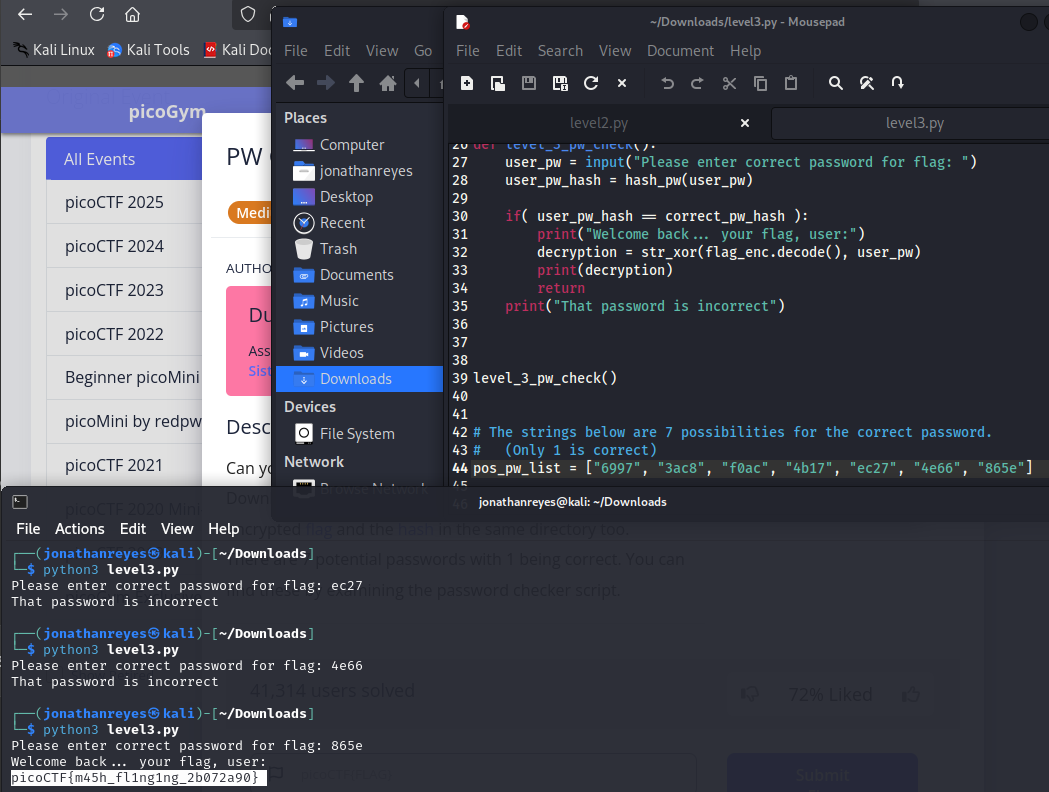 Kali Linux
Kali Tools
Kali Doc
picoGym
All Events
picoCTF 2025
picoCTF 2024
picoCTF 2023
picoCTF 2022
Beginner picoMini
picoMini by redpw
picoCTF 2021
picoCTF 2020 Mini
PW
Medi
AUTHO
Du
Ass
Sist
Desc
Can yo
Down
encrypted flag and the hash in the same directory too.
There are 7 potential passwords with 1 being correct. You can
find these by examining the password checker script.
41,314 users solved
72% Liked
Submit
File Edit View Go
Places
Computer
jonathanreyes
Desktop
Recent
Trash
Documents
Music
Pictures
Videos
Downloads
Devices
File System
Network
Browse Network
~/Downloads/level3.py - Mousepad
File Edit Search View Document Help
level2.py
level3.py
26 def level_3_pw_check():
27 user_pw = input("Please enter correct password for flag: ")
28 user_pw_hash = hash_pw(user_pw)
29
30 if( user_pw_hash == correct_pw_hash ):
31 print("Welcome back... your flag, user:")
32 decryption = str_xor(flag_enc.decode(), user_pw)
33 print(decryption)
34 return
35 print("That password is incorrect")
36
37
38
39 level_3_pw_check()
40
41
42 # The strings below are 7 possibilities for the correct password.
43 #   (Only 1 is correct)
44 pos_pw_list = ["6997", "3ac8", "f0ac", "4b17", "ec27", "4e66", "865e"]
45
46
jonathanreyes@kali: ~/Downloads
File Actions Edit View Help
┌──(jonathanreyes㉿kali)-[~/Downloads]
└─$ python3 level3.py
Please enter correct password for flag: ec27
That password is incorrect
┌──(jonathanreyes㉿kali)-[~/Downloads]
└─$ python3 level3.py
Please enter correct password for flag: 4e66
That password is incorrect
┌──(jonathanreyes㉿kali)-[~/Downloads]
└─$ python3 level3.py
Please enter correct password for flag: 865e
Welcome back... your flag, user:
picoCTF{m45h_fl1ng1ng_2b072a90}